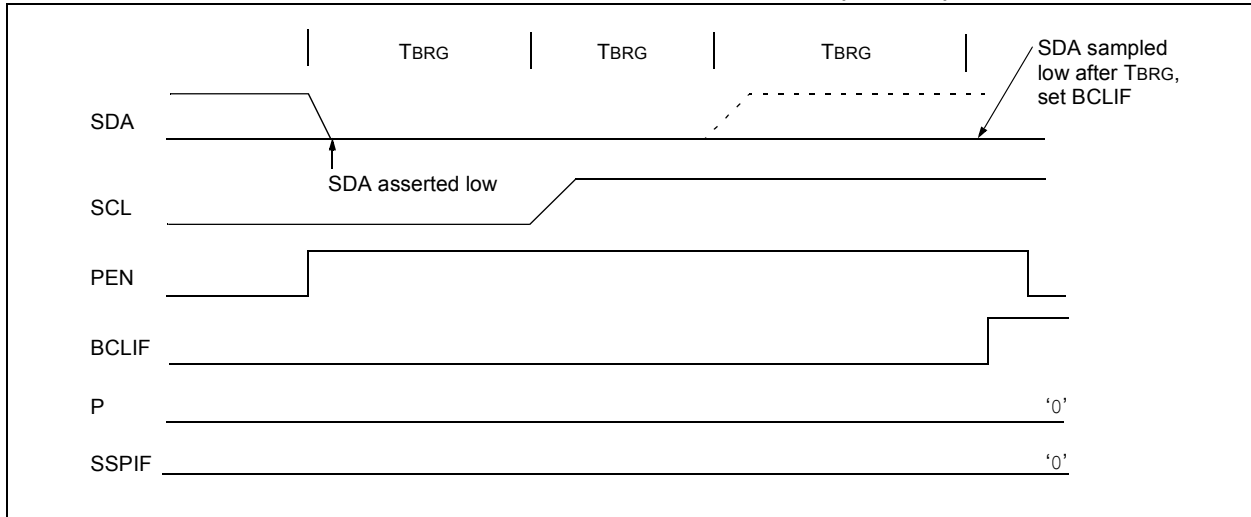 TBRG TBRG TBRG
SDA sampled
low after TBRG,
set BCLIF
SDA
SDA asserted low
SCL
PEN
BCLIF
P ‘0’
SSPIF ‘0’